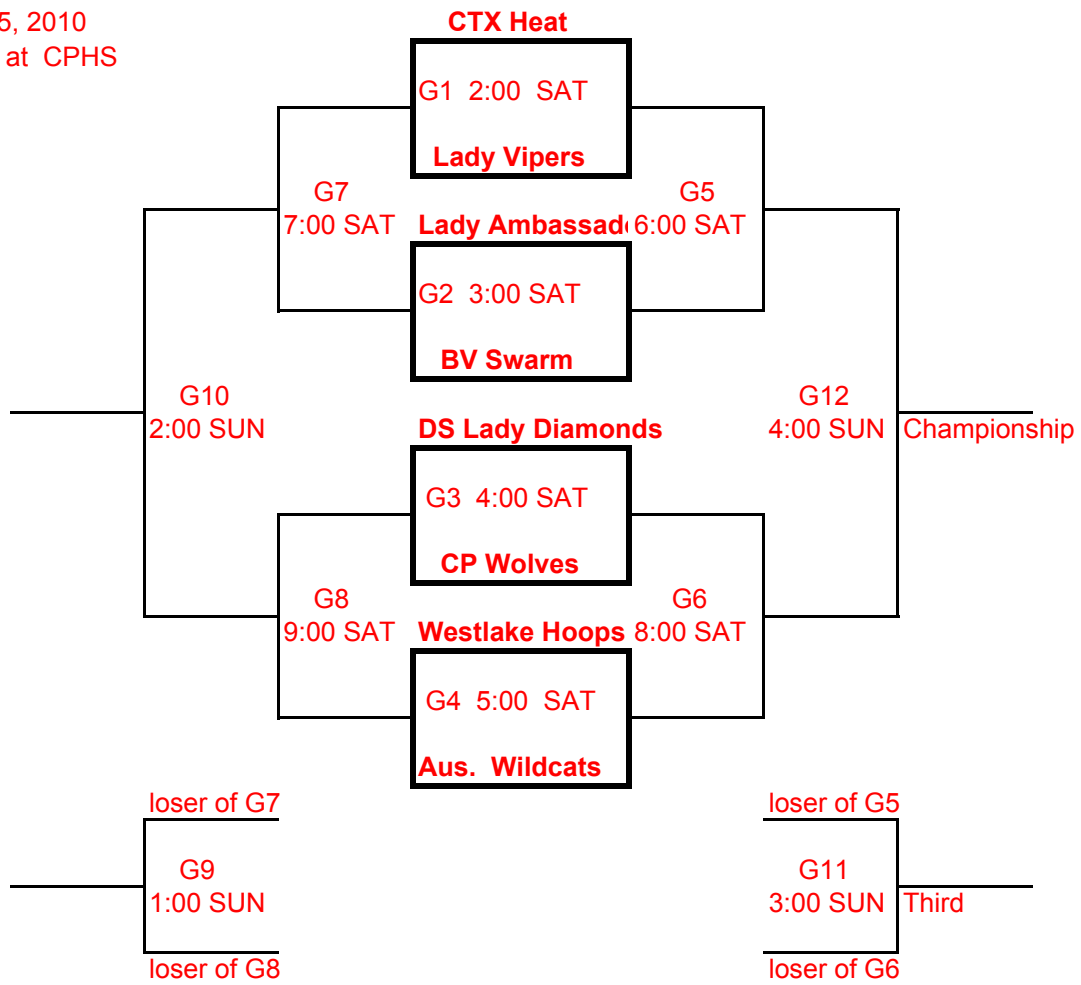 5, 2010
at CPHS
CTX Heat
G1 2:00 SAT
Lady Vipers
G7
7:00 SAT
G5
6:00 SAT
Lady Ambassad
G2 3:00 SAT
BV Swarm
G10
2:00 SUN
G12
4:00 SUN
Championship
DS Lady Diamonds
G3 4:00 SAT
CP Wolves
G8
9:00 SAT
G6
8:00 SAT
Westlake Hoops
G4 5:00 SAT
Aus. Wildcats
loser of G7
G9
1:00 SUN
loser of G8
loser of G5
G11
3:00 SUN
Third
loser of G6